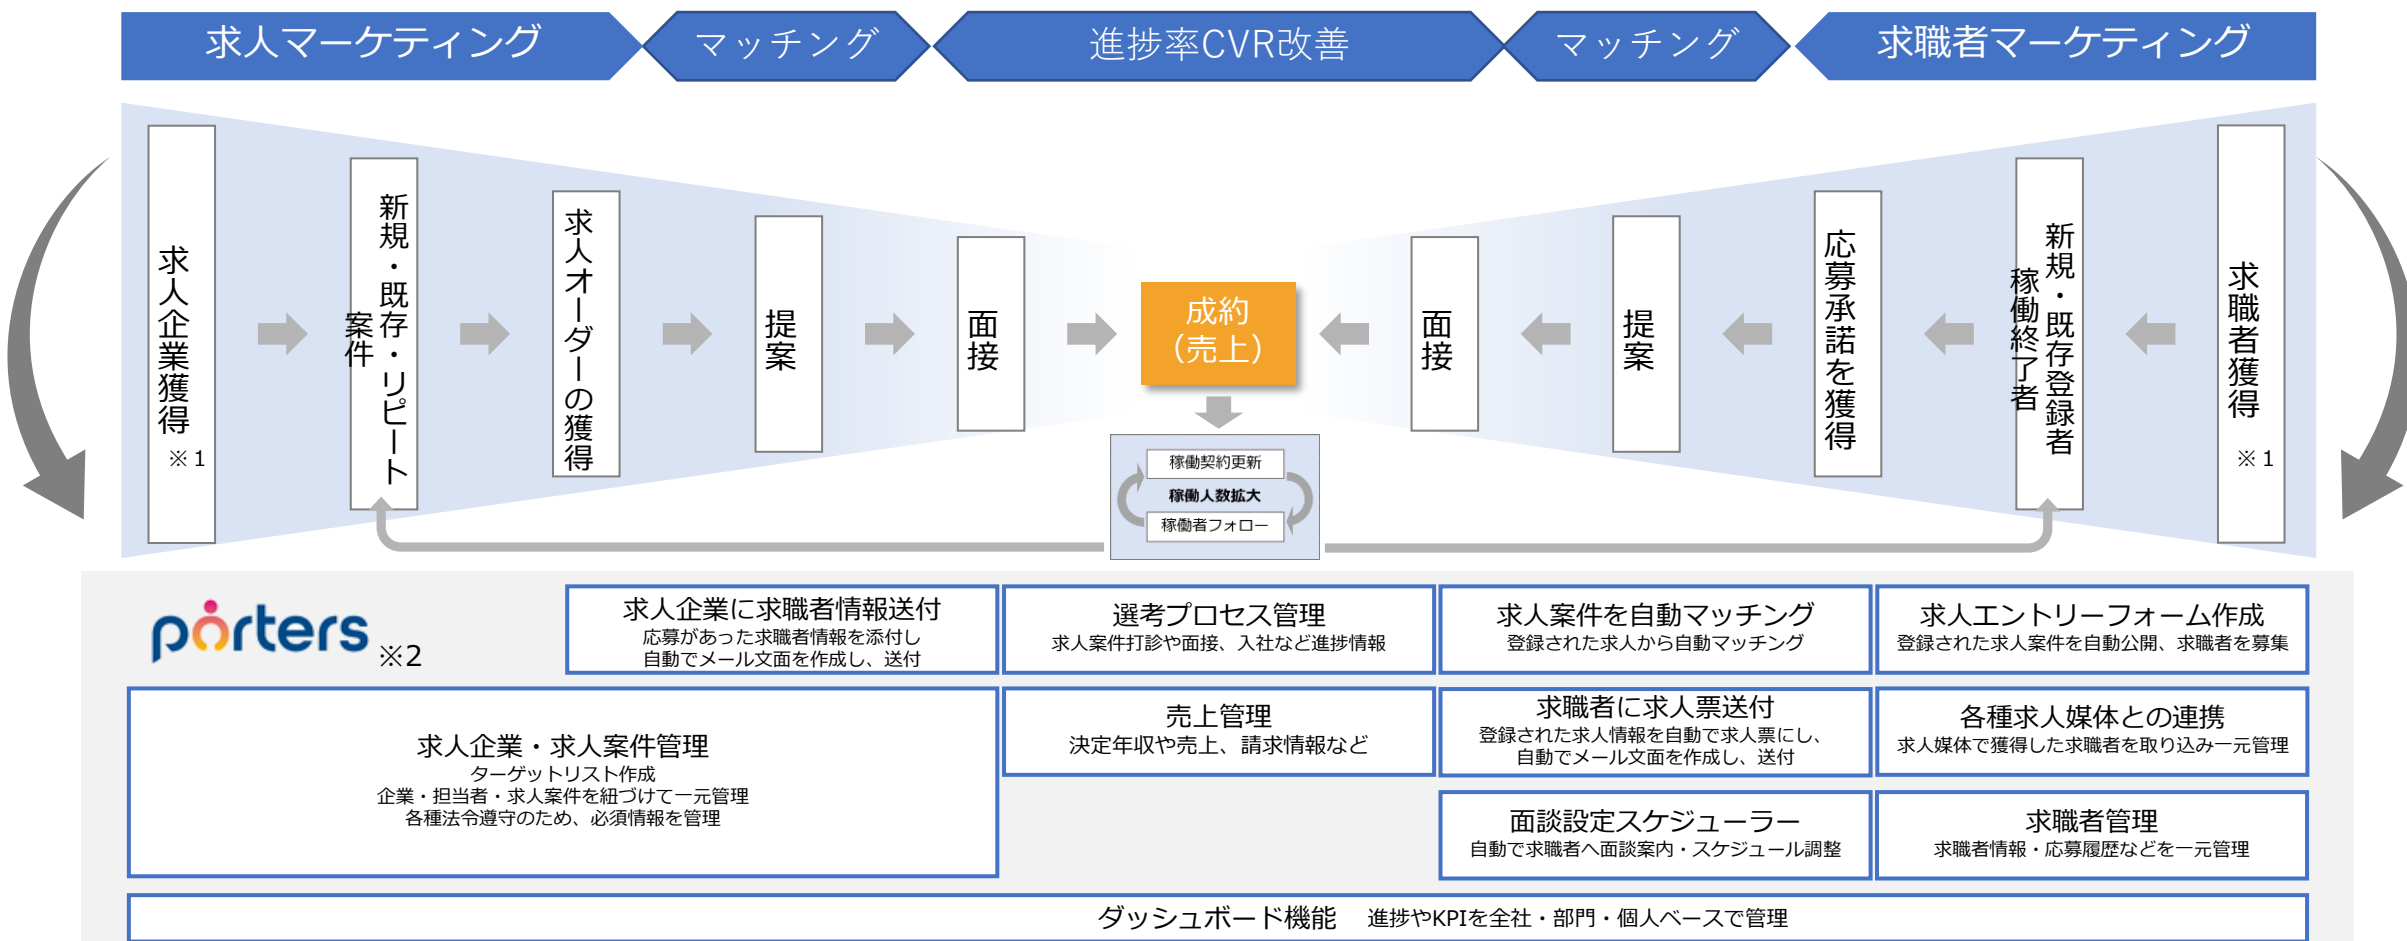 求人マーケティング
マッチング
進捗率CVR改善
マッチング
求職者マーケティング
求人企業獲得
※1
新規・既存・リピート
案件
求人オーダーの獲得
提案
面接
成約
（売上）
面接
提案
応募承諾を獲得
新規・既存登録者
稼働終了者
求職者獲得
※1
稼働契約更新
稼働人数拡大
稼働者フォロー
porters
※2
求人企業に求職者情報送付
応募があった求職者情報を添付し
自動でメール文面を作成し、送付
選考プロセス管理
求人案件打診や面接、入社など進捗情報
求人案件を自動マッチング
登録された求人から自動マッチング
求人エントリーフォーム作成
登録された求人案件を自動公開、求職者を募集
求人企業・求人案件管理
ターゲットリスト作成
企業・担当者・求人案件を紐づけて一元管理
各種法令遵守のため、必須情報を管理
売上管理
決定年収や売上、請求情報など
求職者に求人票送付
登録された求人情報を自動で求人票にし、
自動でメール文面を作成し、送付
各種求人媒体との連携
求人媒体で獲得した求職者を取り込み一元管理
面談設定スケジューラー
自動で求職者へ面談案内・スケジュール調整
求職者管理
求職者情報・応募履歴などを一元管理
ダッシュボード機能 進捗やKPIを全社・部門・個人ベースで管理